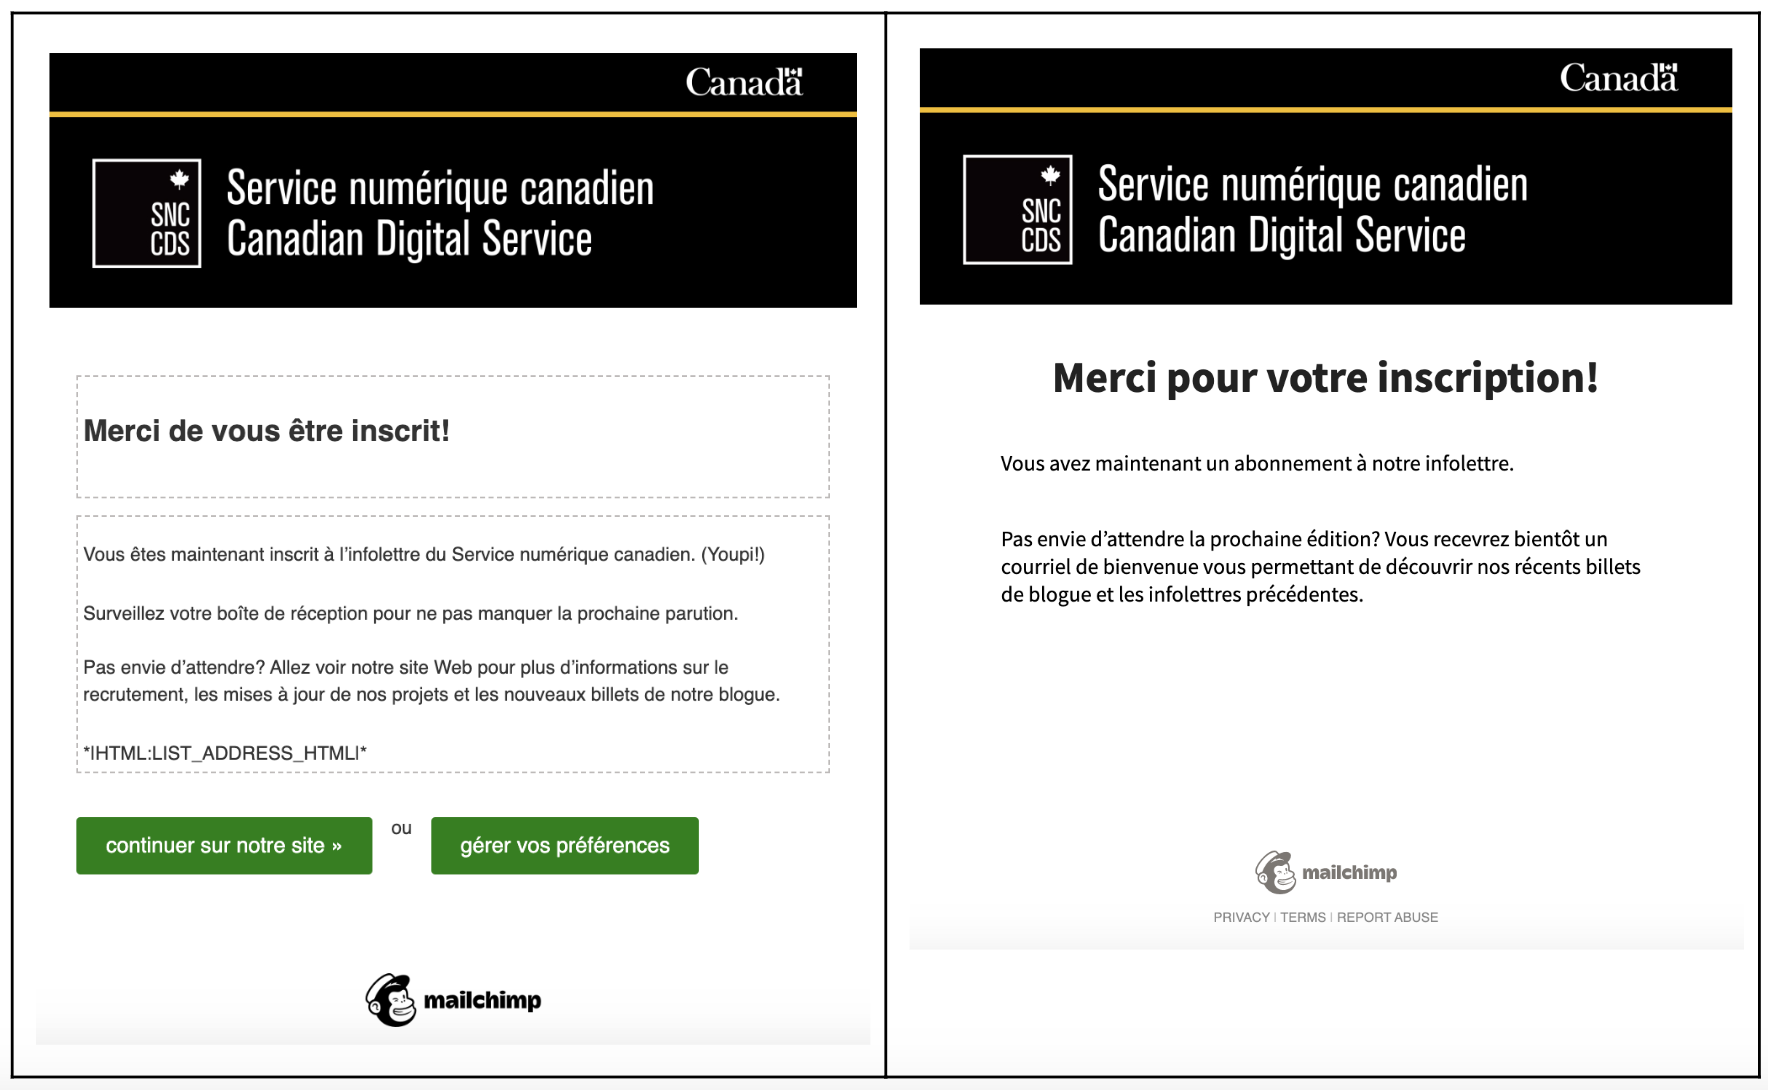 Canada
SNC
CDS
Service numérique canadien
Canadian Digital Service
Merci de vous être inscrit!
Vous êtes maintenant inscrit à l’infolettre du Service numérique canadien. (Youpi!)
Surveillez votre boîte de réception pour ne pas manquer la prochaine parution.
Pas envie d’attendre? Allez voir notre site Web pour plus d’informations sur le
recrutement, les mises à jour de nos projets et les nouveaux billets de notre blogue.
*|HTML:LIST_ADDRESS_HTML|*
continuer sur notre site »
ou
gérer vos préférences
mailchimp
Canada
SNC
CDS
Service numérique canadien
Canadian Digital Service
Merci pour votre inscription!
Vous avez maintenant un abonnement à notre infolettre.
Pas envie d’attendre la prochaine édition? Vous recevrez bientôt un
courriel de bienvenue vous permettant de découvrir nos récents billets
de blogue et les infolettres précédentes.
mailchimp
PRIVACY | TERMS | REPORT ABUSE